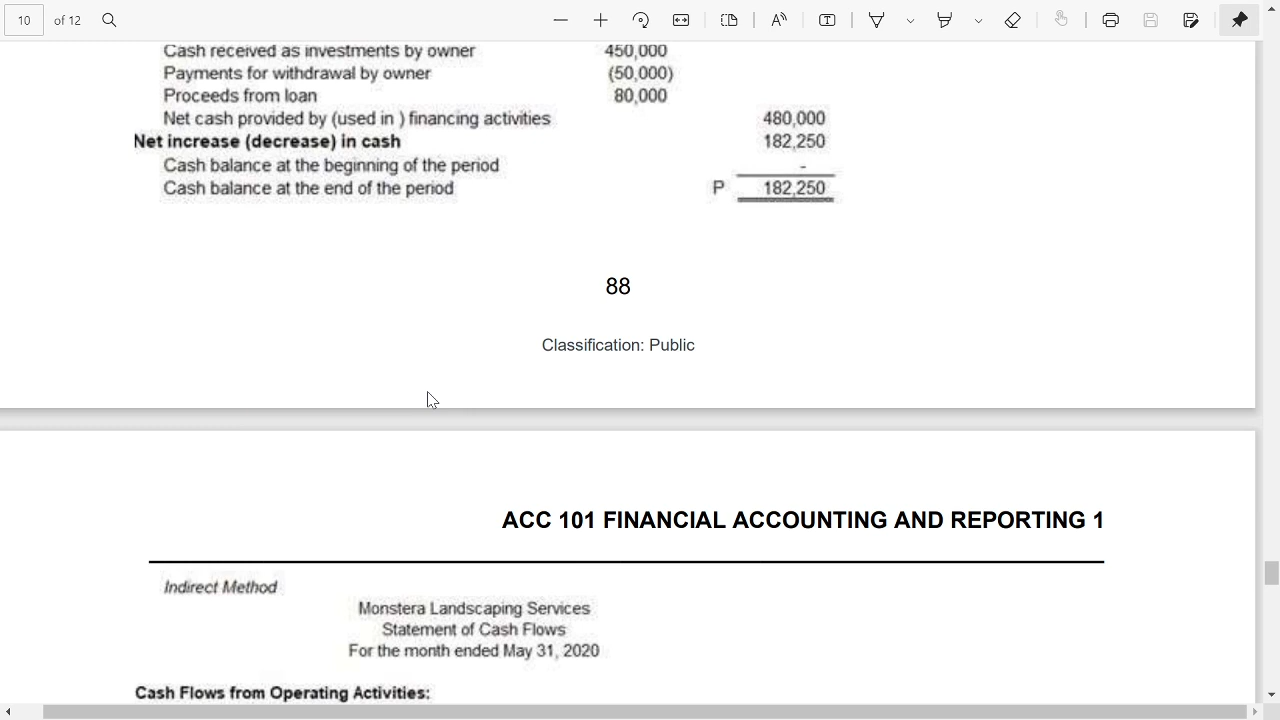 10 of 12
Cash received as investments by owner 450,000
Payments for withdrawal by owner (50,000)
Proceeds from loan 80,000
Net cash provided by (used in ) financing activities 480,000
Net increase (decrease) in cash 182,250
Cash balance at the beginning of the period -
Cash balance at the end of the period P 182,250
88
Classification: Public
ACC 101 FINANCIAL ACCOUNTING AND REPORTING 1
Indirect Method
Monstera Landscaping Services
Statement of Cash Flows
For the month ended May 31, 2020
Cash Flows from Operating Activities: